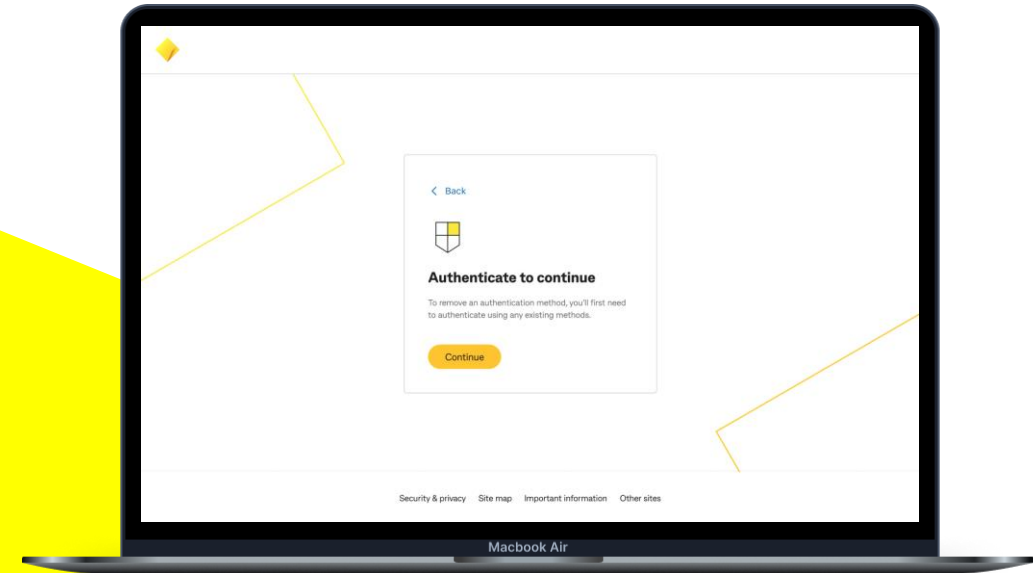 Back
Authenticate to continue
To remove an authentication method, you'll first need
to authenticate using any existing methods.
Continue
Security & privacy Site map Important information Other sites
Macbook Air